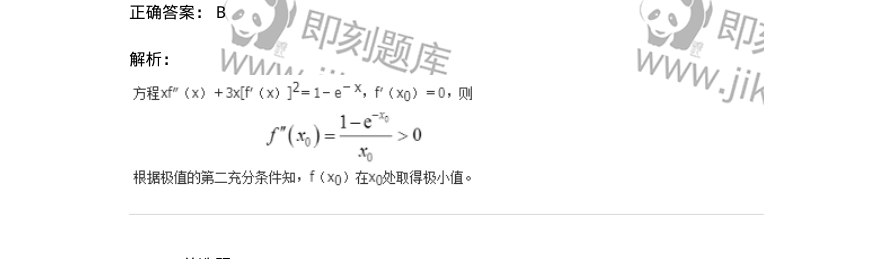 正确答案： B
即刻题库
即刻
www.jik
解析：
方程xf″（x）+3x[f′（x）]²=1－e⁻ˣ，f′（x₀）=0，则
f″(x₀)=(1－e^(-x₀))/x₀>0
根据极值的第二充分条件知，f（x₀）在x₀处取得极小值。